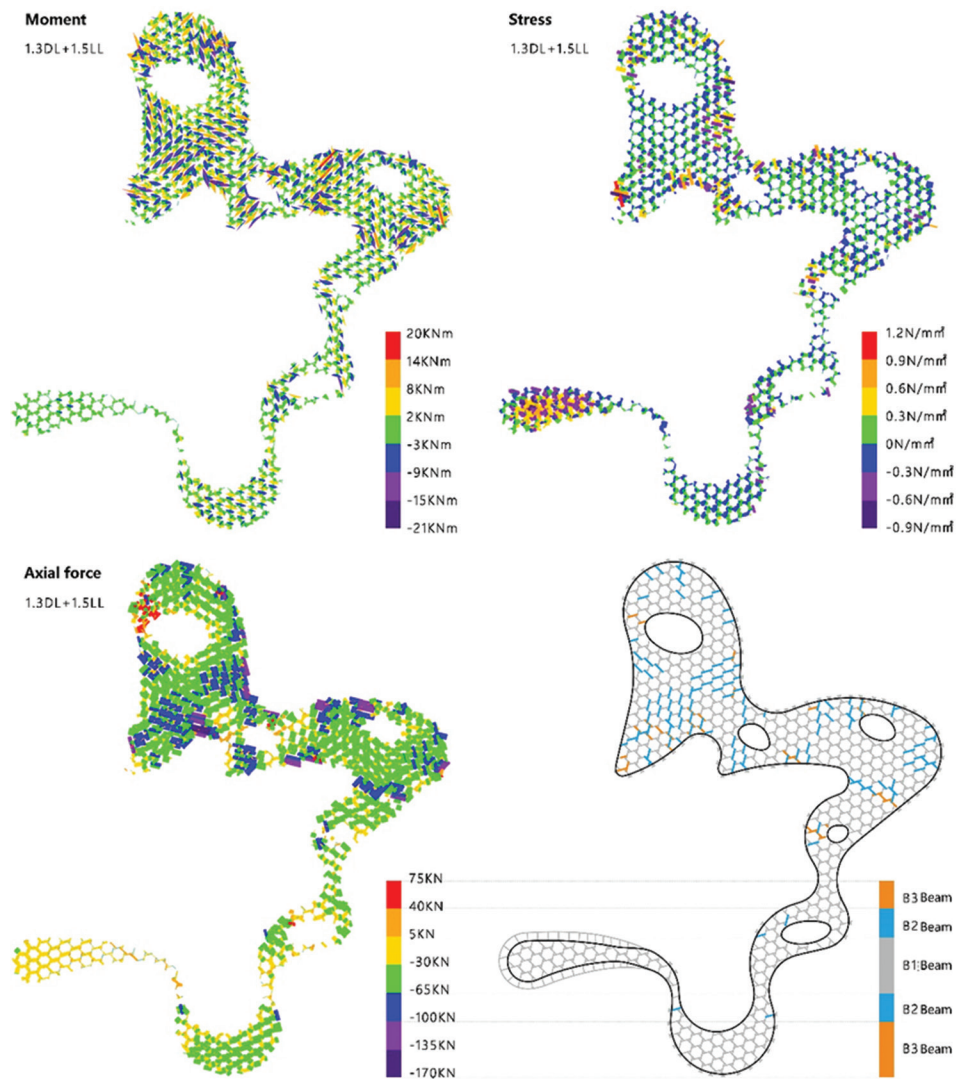 Moment
1.3DL+1.5LL
Stress
1.3DL+1.5LL
20KNm
14KNm
8KNm
2KNm
-3KNm
-9KNm
-15KNm
-21KNm
1.2N/mm²
0.9N/mm²
0.6N/mm²
0.3N/mm²
0N/mm²
-0.3N/mm²
-0.6N/mm²
-0.9N/mm²
Axial force
1.3DL+1.5LL
75KN
40KN
5KN
-30KN
-65KN
-100KN
-135KN
-170KN
B3 Beam
B2 Beam
B1 Beam
B2 Beam
B3 Beam